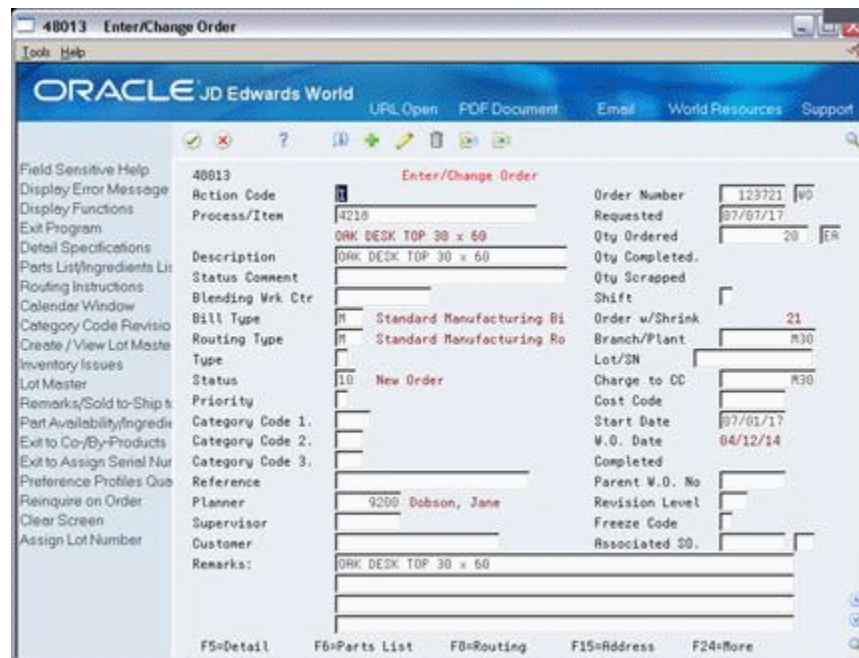 48013 Enter/Change Order
Tools Help
ORACLE JD Edwards World
URL Open PDF Document Email World Resources Support
Field Sensitive Help
Display Error Message
Display Functions
Exit Program
Detail Specifications
Parts List/Ingredients Lis
Routing Instructions
Calendar Window
Category Code Revisio
Create / View Lot Maste
Inventory Issues
Lot Master
Remarks/Sold to-Ship t
Part Availability/Ingredie
Exit to Co-/By-Products
Exit to Assign Serial Nu
Preference Profiles Que
Reinquire on Order
Clear Screen
Assign Lot Number
48013 Enter/Change Order
Action Code I Order Number 123721 WO
Process/Item 4210 Requested 07/07/17
OAK DESK TOP 30 x 60 Qty Ordered 20 EA
Description OAK DESK TOP 30 x 60 Qty Completed.
Status Comment Qty Scrapped
Blending Wrk Ctr Shift
Bill Type M Standard Manufacturing Bi Order w/Shrink 21
Routing Type M Standard Manufacturing Ro Branch/Plant M30
Type Lot/SN
Status 10 New Order Charge to CC M30
Priority Cost Code
Category Code 1. Start Date 07/01/17
Category Code 2. W.O. Date 04/12/14
Category Code 3. Completed
Reference Parent W.O. No
Planner 9200 Dobson, Jane Revision Level
Supervisor Freeze Code
Customer Associated SO.
Remarks: OAK DESK TOP 30 x 60
F5=Detail F6=Parts List F8=Routing F15=Address F24=More